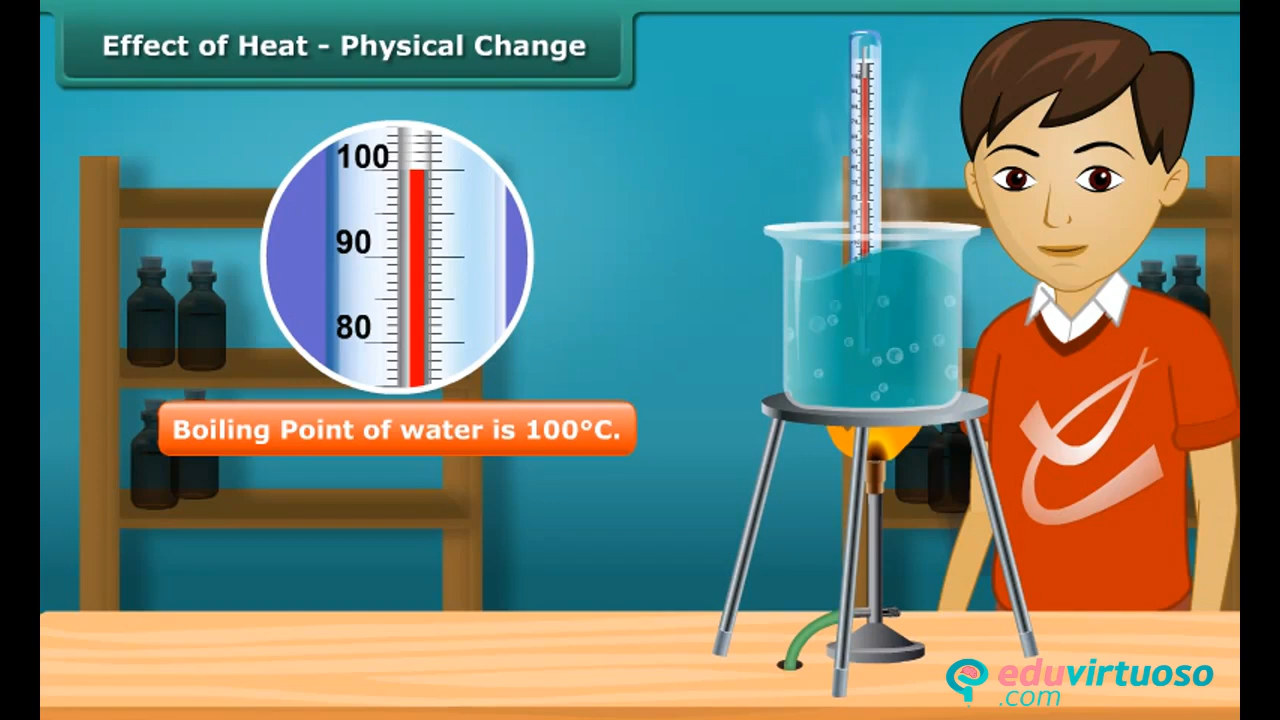 Effect of Heat - Physical Change
100
90
80
Boiling Point of water is 100°C.
eduvirtuoso
.com